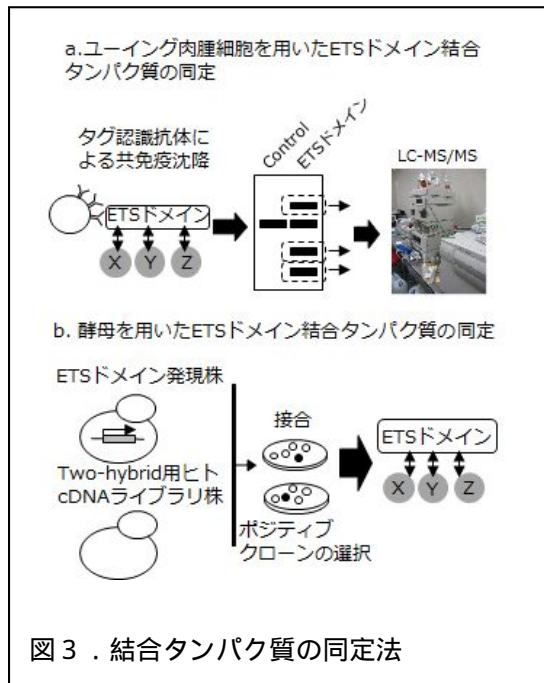 a.ユーイング肉腫細胞を用いたETSドメイン結合
タンパク質の同定
タグ認識抗体に
よる共免疫沈降
Control
ETSドメイン
LC-MS/MS
ETSドメイン
X Y Z
b. 酵母を用いたETSドメイン結合タンパク質の同定
ETSドメイン発現株
Two-hybrid用ヒト
cDNAライブラリ株
接合
ポジティブ
クローンの選択
ETSドメイン
X Y Z
図３．結合タンパク質の同定法